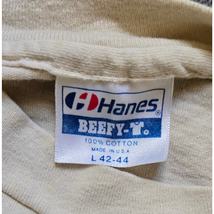 Hanes
BEEFY-T®
100% COTTON
MADE IN U.S.A
L 42-44